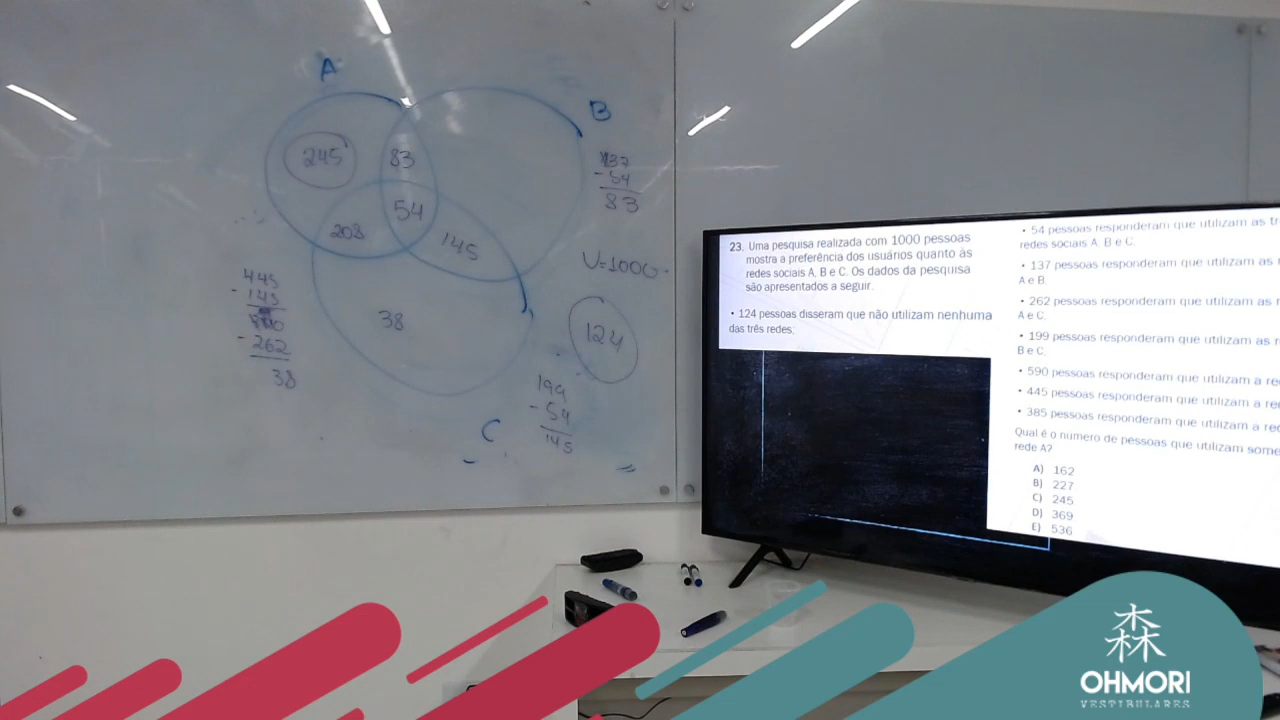 A
B
245
83
137
- 54
83
54
208
145
U=1000
445
- 145
- 262
38
38
124
199
- 54
145
C
23. Uma pesquisa realizada com 1000 pessoas
mostra a preferência dos usuários quanto às
redes sociais A, B e C. Os dados da pesquisa
são apresentados a seguir.
• 124 pessoas disseram que não utilizam nenhuma
das três redes;
• 54 pessoas responderam que utilizam as
redes sociais A, B e C.
• 137 pessoas responderam que utilizam as
A e B.
• 262 pessoas responderam que utilizam as
A e C.
• 199 pessoas responderam que utilizam as
B e C.
• 590 pessoas responderam que utilizam a
• 445 pessoas responderam que utilizam a
• 385 pessoas responderam que utilizam a
Qual é o número de pessoas que utilizam
rede A?
A) 162
B) 227
C) 245
D) 369
E) 536
森林
OHMORI
VESTIBULARES